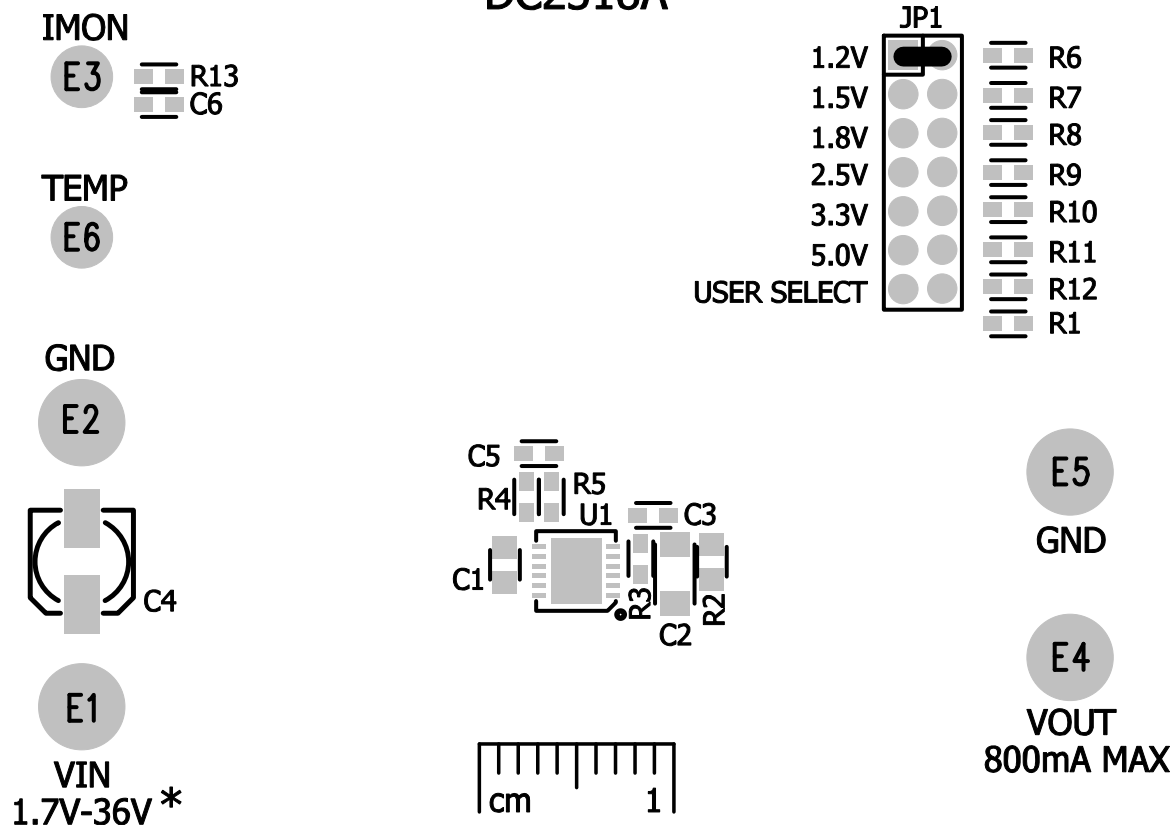 IMON
E3
R13
C6
TEMP
E6
GND
E2
C4
E1
VIN
1.7V-36V *
JP1
1.2V
1.5V
1.8V
2.5V
3.3V
5.0V
USER SELECT
R6
R7
R8
R9
R10
R11
R12
R1
C5
R4
R5
U1
C3
C1
R3
C2
R2
E5
GND
E4
VOUT
800mA MAX
cm 1